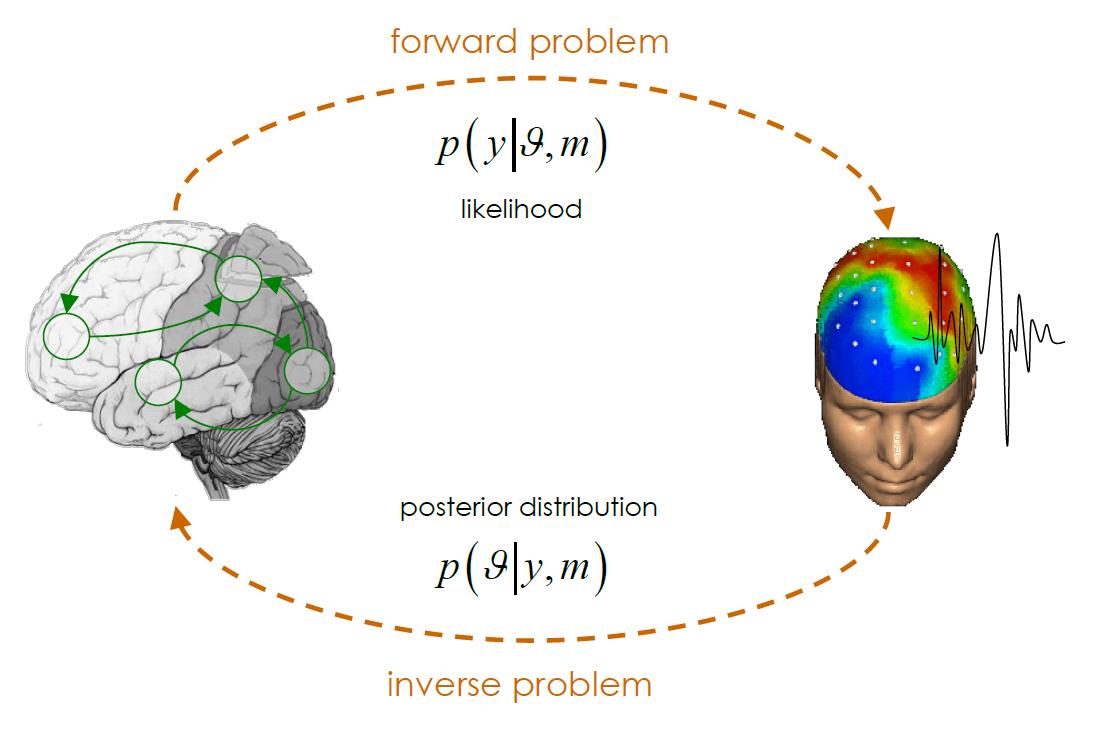 forward problem
p(y|ϑ,m)
likelihood
posterior distribution
p(ϑ|y,m)
inverse problem